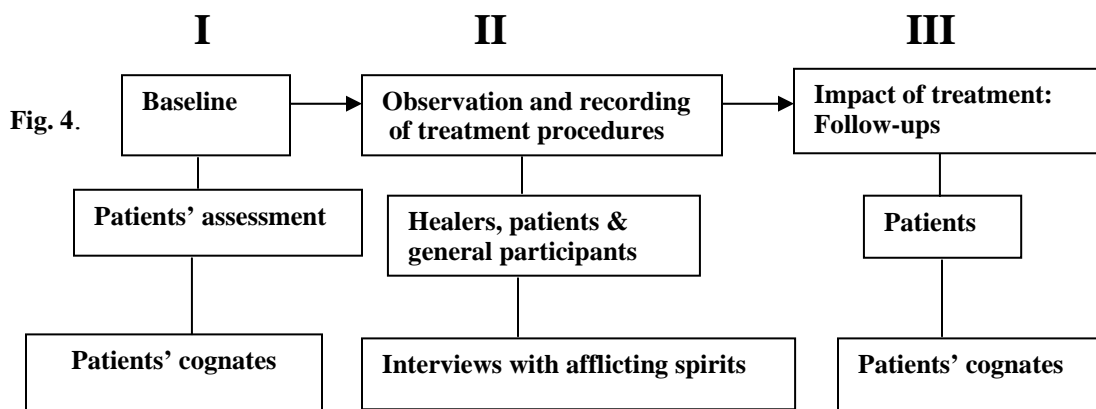 I II III
Fig. 4.
Baseline
Observation and recording
of treatment procedures
Impact of treatment:
Follow-ups
Patients’ assessment
Healers, patients &
general participants
Patients
Patients’ cognates
Interviews with afflicting spirits
Patients’ cognates